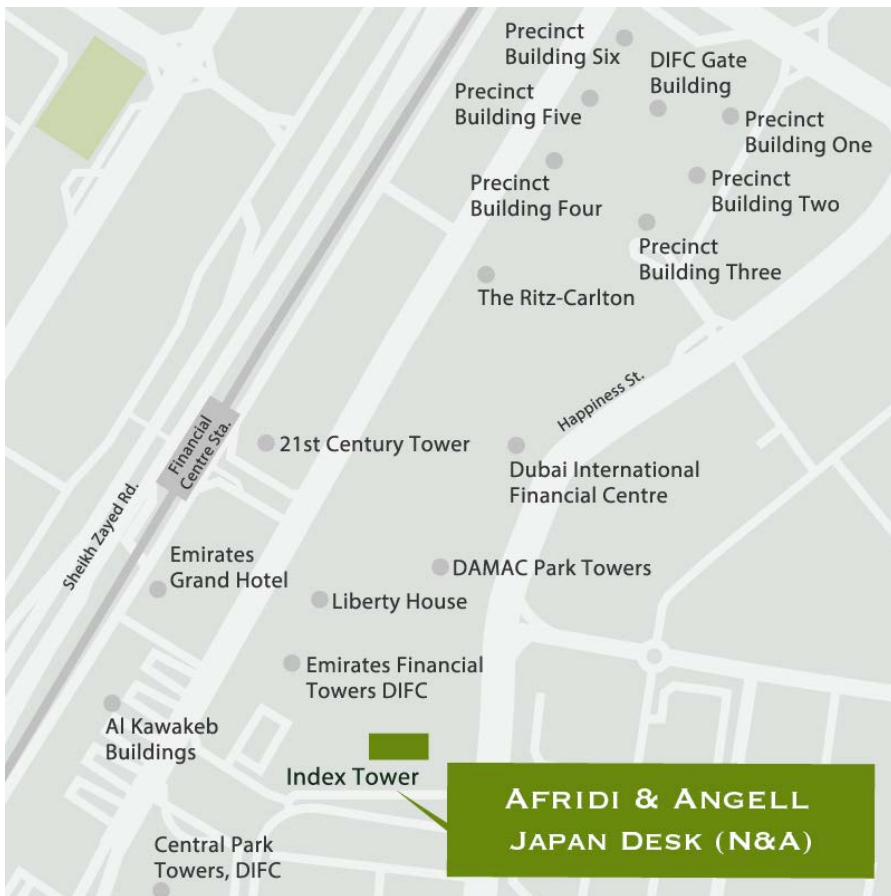 Precinct
Building Six
DIFC Gate
Building
Precinct
Building Five
Precinct
Building One
Precinct
Building Four
Precinct
Building Two
Precinct
Building Three
The Ritz-Carlton
Happiness St.
Financial
Centre Sta.
21st Century Tower
Dubai International
Financial Centre
Sheikh Zayed Rd.
Emirates
Grand Hotel
DAMAC Park Towers
Liberty House
Emirates Financial
Towers DIFC
Al Kawakeb
Buildings
Index Tower
AFRIDI & ANGELL
JAPAN DESK (N&A)
Central Park
Towers, DIFC